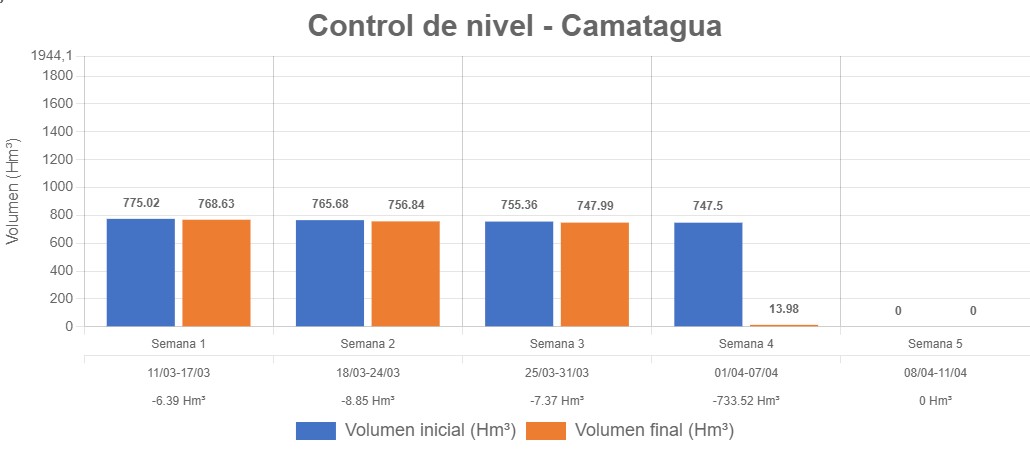 Control de nivel - Camatagua
1944,1
1800
1600
1400
1200
1000
800
600
400
200
0
Volumen (Hm³)
775.02 768.63 765.68 756.84 755.36 747.99 747.5 13.98 0 0
Semana 1 Semana 2 Semana 3 Semana 4 Semana 5
11/03-17/03 18/03-24/03 25/03-31/03 01/04-07/04 08/04-11/04
-6.39 Hm³ -8.85 Hm³ -7.37 Hm³ -733.52 Hm³ 0 Hm³
Volumen inicial (Hm³) Volumen final (Hm³)